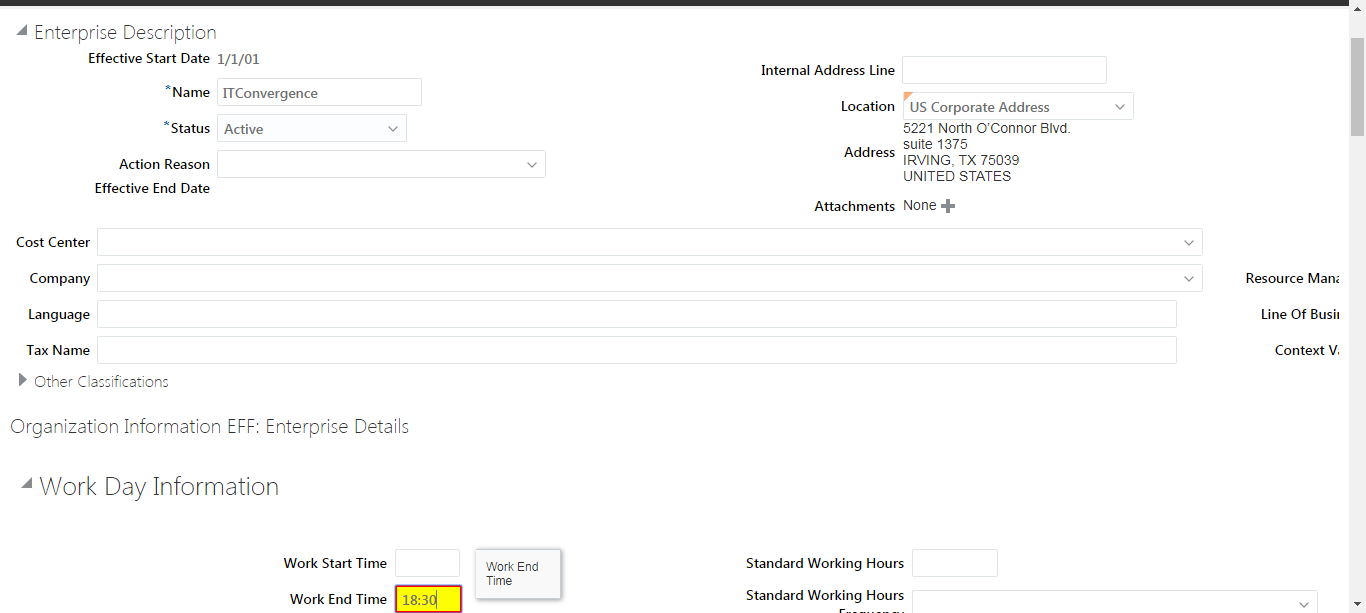 Enterprise Description
Effective Start Date 1/1/01
*Name ITConvergence
*Status Active
Action Reason
Effective End Date
Internal Address Line
Location US Corporate Address
Address 5221 North O'Connor Blvd.
suite 1375
IRVING, TX 75039
UNITED STATES
Attachments None
Cost Center
Company
Resource Mana
Language
Line Of Busi
Tax Name
Context V
Other Classifications
Organization Information EFF: Enterprise Details
Work Day Information
Work Start Time
Work End Time 18:30
Work End
Time
Standard Working Hours
Standard Working Hours